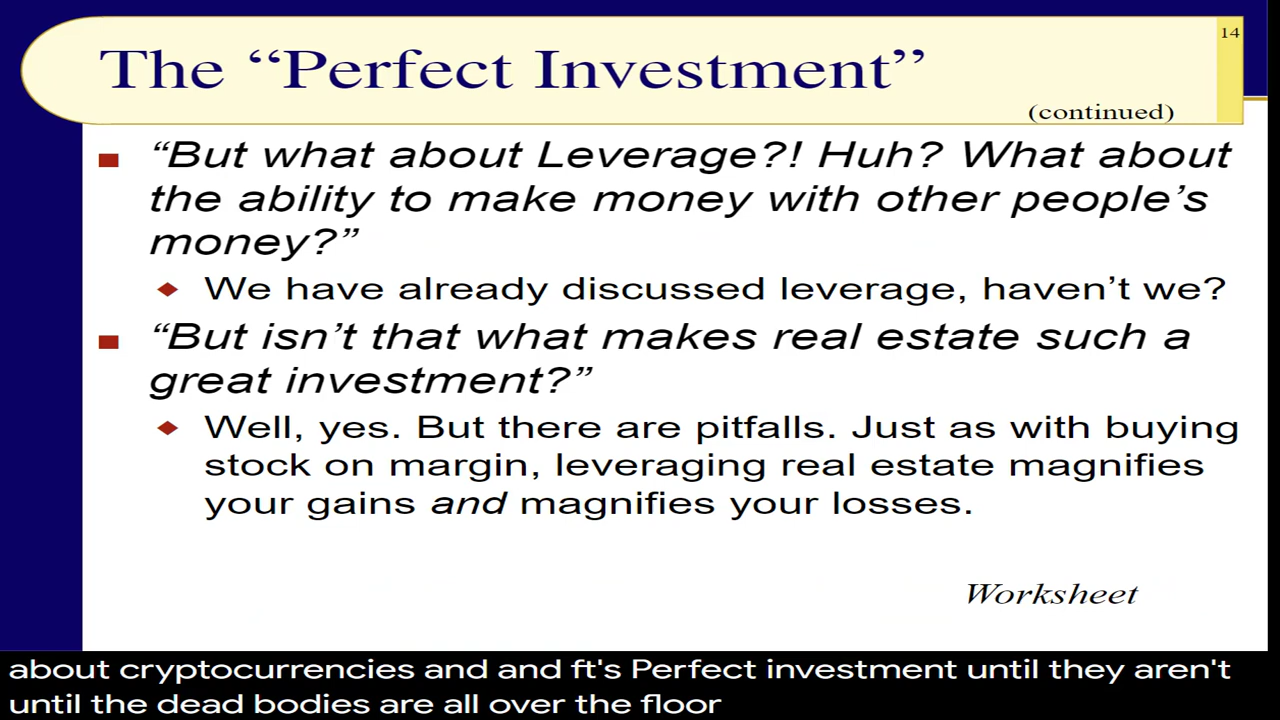 14
The “Perfect Investment”
(continued)
“But what about Leverage?! Huh? What about
the ability to make money with other people’s
money?”
We have already discussed leverage, haven’t we?
“But isn’t that what makes real estate such a
great investment?”
Well, yes. But there are pitfalls. Just as with buying
stock on margin, leveraging real estate magnifies
your gains and magnifies your losses.
Worksheet
about cryptocurrencies and and ft's Perfect investment until they aren't
until the dead bodies are all over the floor